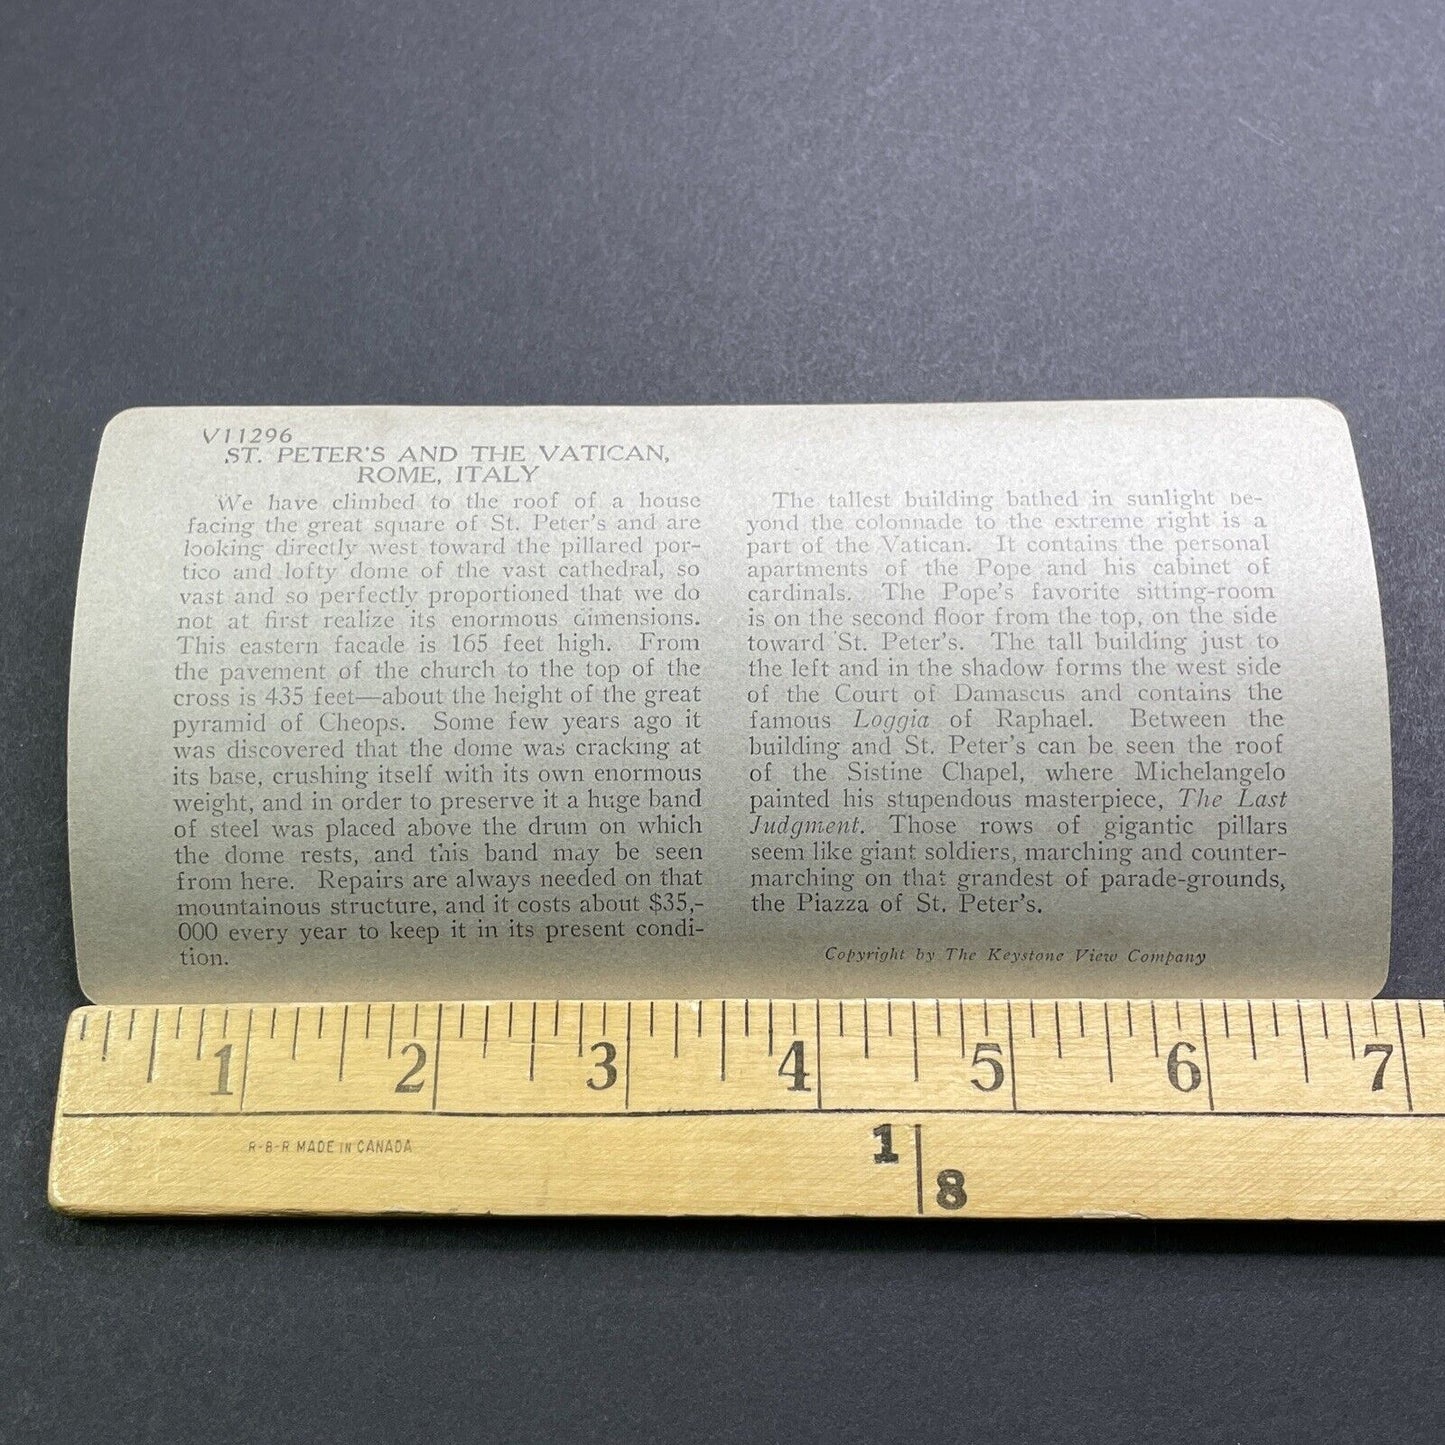 V11296
ST. PETER'S AND THE VATICAN,
ROME, ITALY
We have climbed to the roof of a house
facing the great square of St. Peter's and are
looking directly west toward the pillared por-
tico and lofty dome of the vast cathedral, so
vast and so perfectly proportioned that we do
not at first realize its enormous dimensions.
This eastern facade is 165 feet high. From
the pavement of the church to the top of the
cross is 435 feet—about the height of the great
pyramid of Cheops. Some few years ago it
was discovered that the dome was cracking at
its base, crushing itself with its own enormous
weight, and in order to preserve it a huge band
of steel was placed above the drum on which
the dome rests, and this band may be seen
from here. Repairs are always needed on that
mountainous structure, and it costs about $35,-
000 every year to keep it in its present condi-
tion.
The tallest building bathed in sunlight be-
yond the colonnade to the extreme right is a
part of the Vatican. It contains the personal
apartments of the Pope and his cabinet of
cardinals. The Pope's favorite sitting-room
is on the second floor from the top, on the side
toward St. Peter's. The tall building just to
the left and in the shadow forms the west side
of the Court of Damascus and contains the
famous Loggia of Raphael. Between the
building and St. Peter's can be seen the roof
of the Sistine Chapel, where Michelangelo
painted his stupendous masterpiece, The Last
Judgment. Those rows of gigantic pillars
seem like giant soldiers, marching and counter-
marching on that grandest of parade-grounds,
the Piazza of St. Peter's.
Copyright by The Keystone View Company
1 2 3 4 5 6 7
R-B-R MADE IN CANADA
1
8